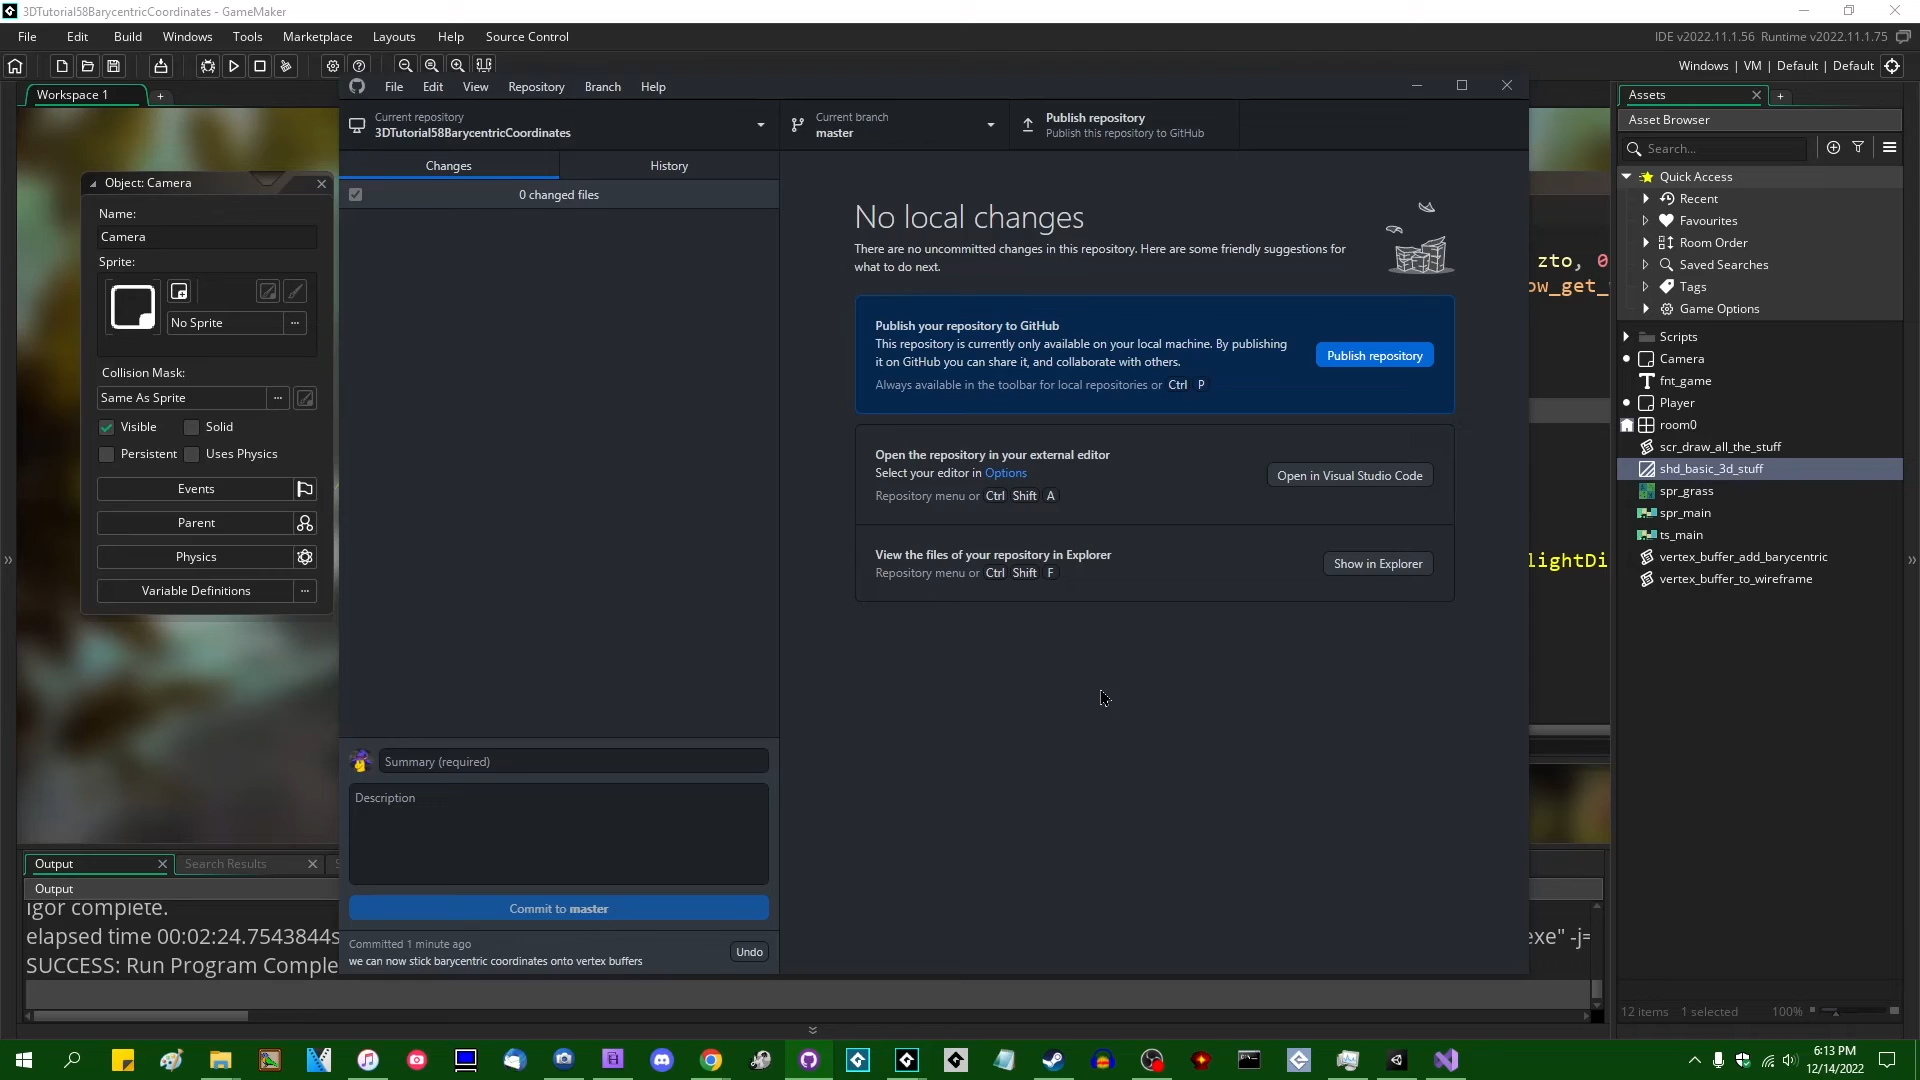 3DTutorial58BarycentricCoordinates - GameMaker
File Edit Build Windows Tools Marketplace Layouts Help Source Control
IDE v2022.11.1.56 Runtime v2022.11.1.75
Windows | VM | Default | Default
Workspace 1
Object: Camera
Name:
Camera
Sprite:
No Sprite
Collision Mask:
Same As Sprite
Visible
Solid
Persistent
Uses Physics
Events
Parent
Physics
Variable Definitions
File Edit View Repository Branch Help
Current repository
3DTutorial58BarycentricCoordinates
Current branch
master
Publish repository
Publish this repository to GitHub
Changes
History
0 changed files
No local changes
There are no uncommitted changes in this repository. Here are some friendly suggestions for
what to do next.
Publish your repository to GitHub
This repository is currently only available on your local machine. By publishing
it on GitHub you can share it, and collaborate with others.
Always available in the toolbar for local repositories or Ctrl P
Publish repository
Open the repository in your external editor
Select your editor in Options
Repository menu or Ctrl Shift A
Open in Visual Studio Code
View the files of your repository in Explorer
Repository menu or Ctrl Shift F
Show in Explorer
Summary (required)
Description
Commit to master
Committed 1 minute ago
we can now stick barycentric coordinates onto vertex buffers
Undo
zto, 0
ow_get_
lightDi
Assets
Asset Browser
Search...
Quick Access
Recent
Favourites
Room Order
Saved Searches
Tags
Game Options
Scripts
Camera
fnt_game
Player
room0
scr_draw_all_the_stuff
shd_basic_3d_stuff
spr_grass
spr_main
ts_main
vertex_buffer_add_barycentric
vertex_buffer_to_wireframe
12 items 1 selected 100%
Output
Search Results
Output
Igor complete.
elapsed time 00:02:24.7543844s
exe" -j=
SUCCESS: Run Program Comple
6:13 PM
12/14/2022